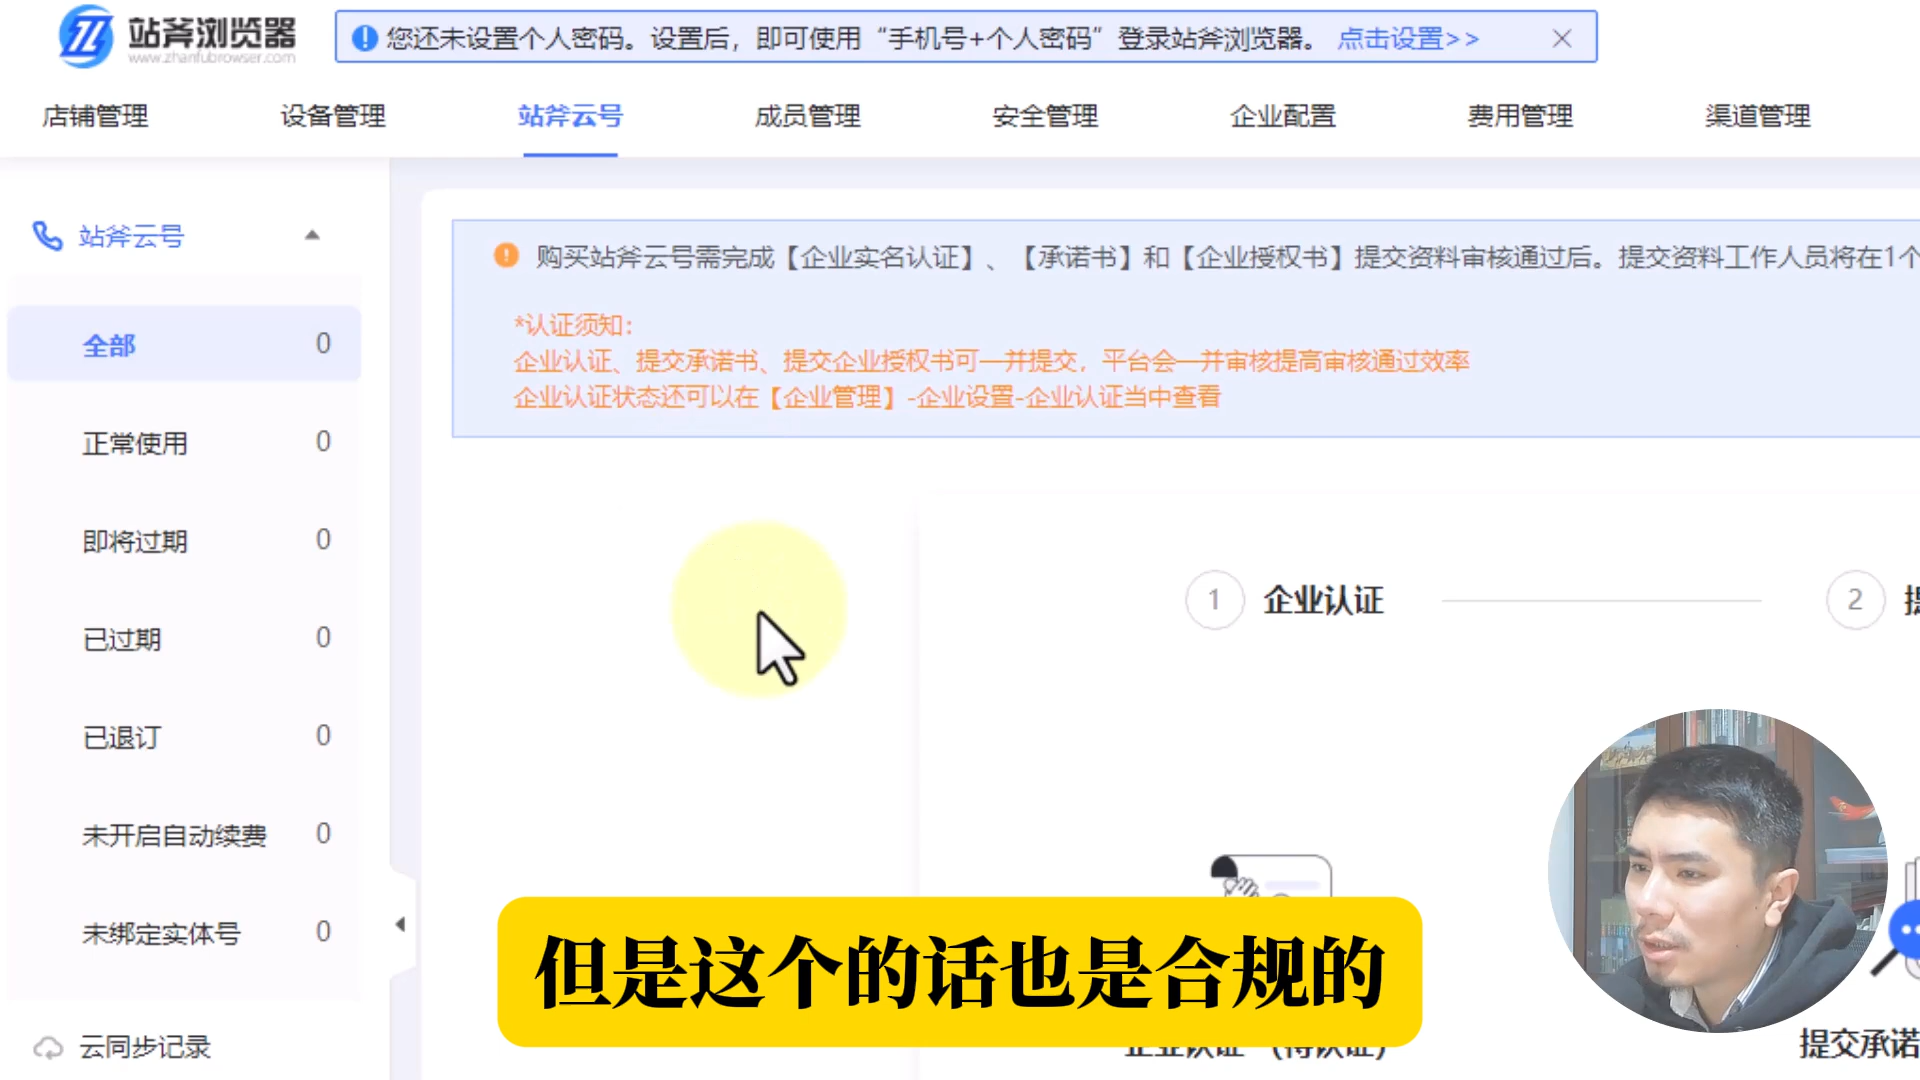 站斧浏览器
www.zhanfubrowser.com
您还未设置个人密码。设置后，即可使用“手机号+个人密码”登录站斧浏览器。 点击设置>>
店铺管理 设备管理 站斧云号 成员管理 安全管理 企业配置 费用管理 渠道管理
站斧云号
购买站斧云号需完成【企业实名认证】、【承诺书】和【企业授权书】提交资料审核通过后。提交资料工作人员将在1个
*认证须知：
企业认证、提交承诺书、提交企业授权书可一并提交，平台会一并审核提高审核通过效率
企业认证状态还可以在【企业管理】-企业设置-企业认证当中查看
全部 0
正常使用 0
即将过期 0
已过期 0
已退订 0
未开启自动续费 0
未绑定实体号 0
云同步记录
1 企业认证
2 提
但是这个的话也是合规的
企业认证 (待认证)
提交承诺